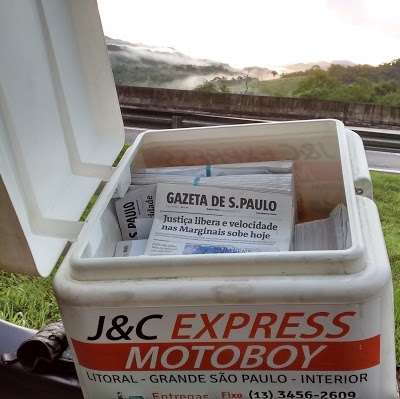 GAZETA DE S.PAULO
Justiça libera e velocidade
nas Marginais sobe hoje
PAULO
J&C EXPRESS
MOTOBOY
LITORAL - GRANDE SÃO PAULO - INTERIOR
Entregas Fixo
(13) 3456-2609